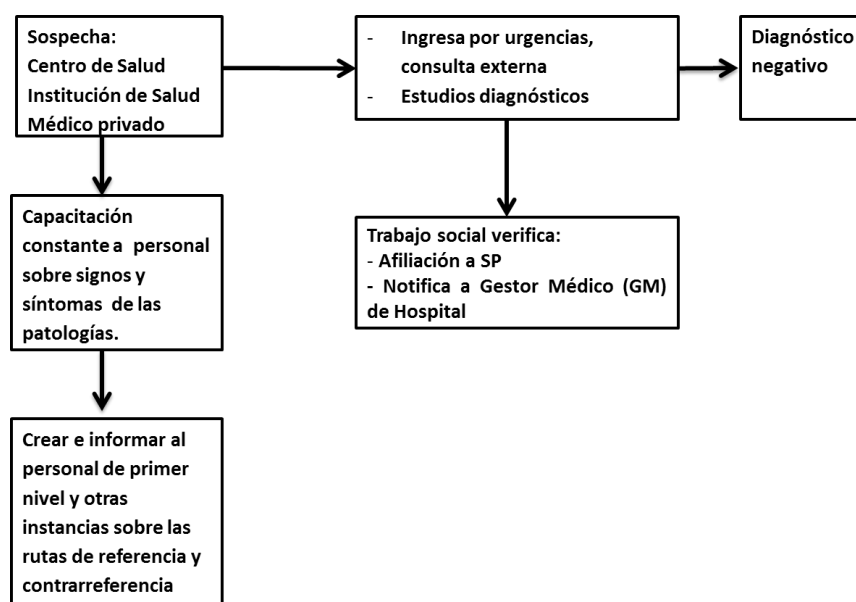 Sospecha:
Centro de Salud
Institución de Salud
Médico privado
- Ingresa por urgencias,
consulta externa
- Estudios diagnósticos
Diagnóstico
negativo
Capacitación
constante a personal
sobre signos y
síntomas de las
patologías.
Trabajo social verifica:
- Afiliación a SP
- Notifica a Gestor Médico (GM)
de Hospital
Crear e informar al
personal de primer
nivel y otras
instancias sobre las
rutas de referencia y
contrarreferencia